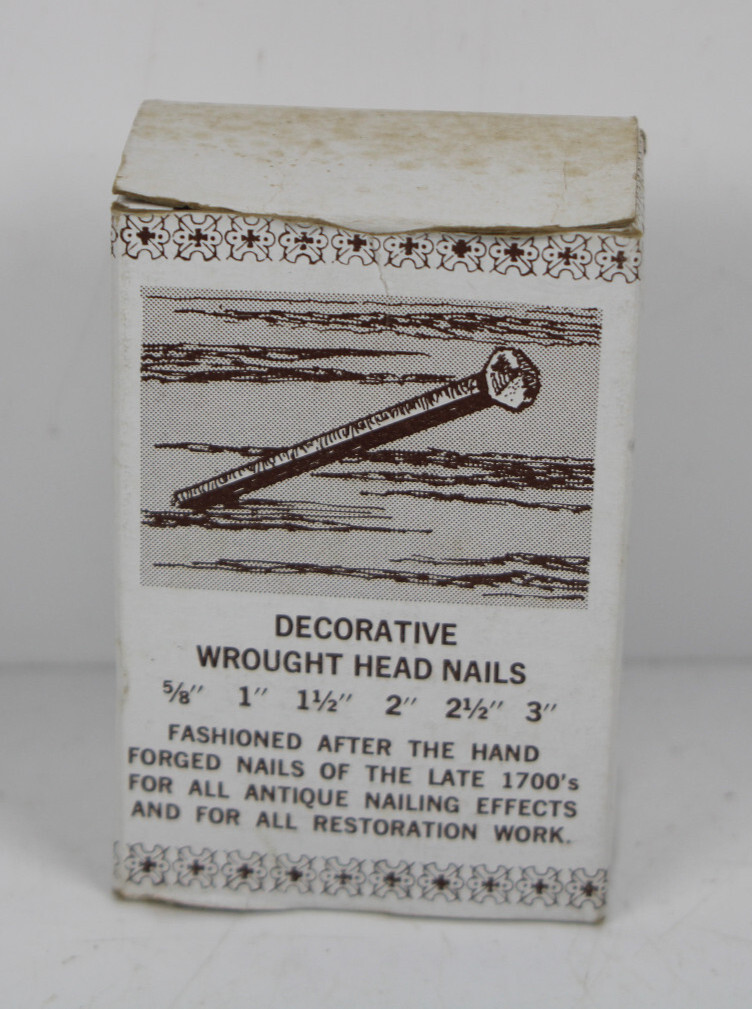 DECORATIVE
WROUGHT HEAD NAILS
5/8" 1" 1½" 2" 2½" 3"
FASHIONED AFTER THE HAND
FORGED NAILS OF THE LATE 1700's
FOR ALL ANTIQUE NAILING EFFECTS
AND FOR ALL RESTORATION WORK.